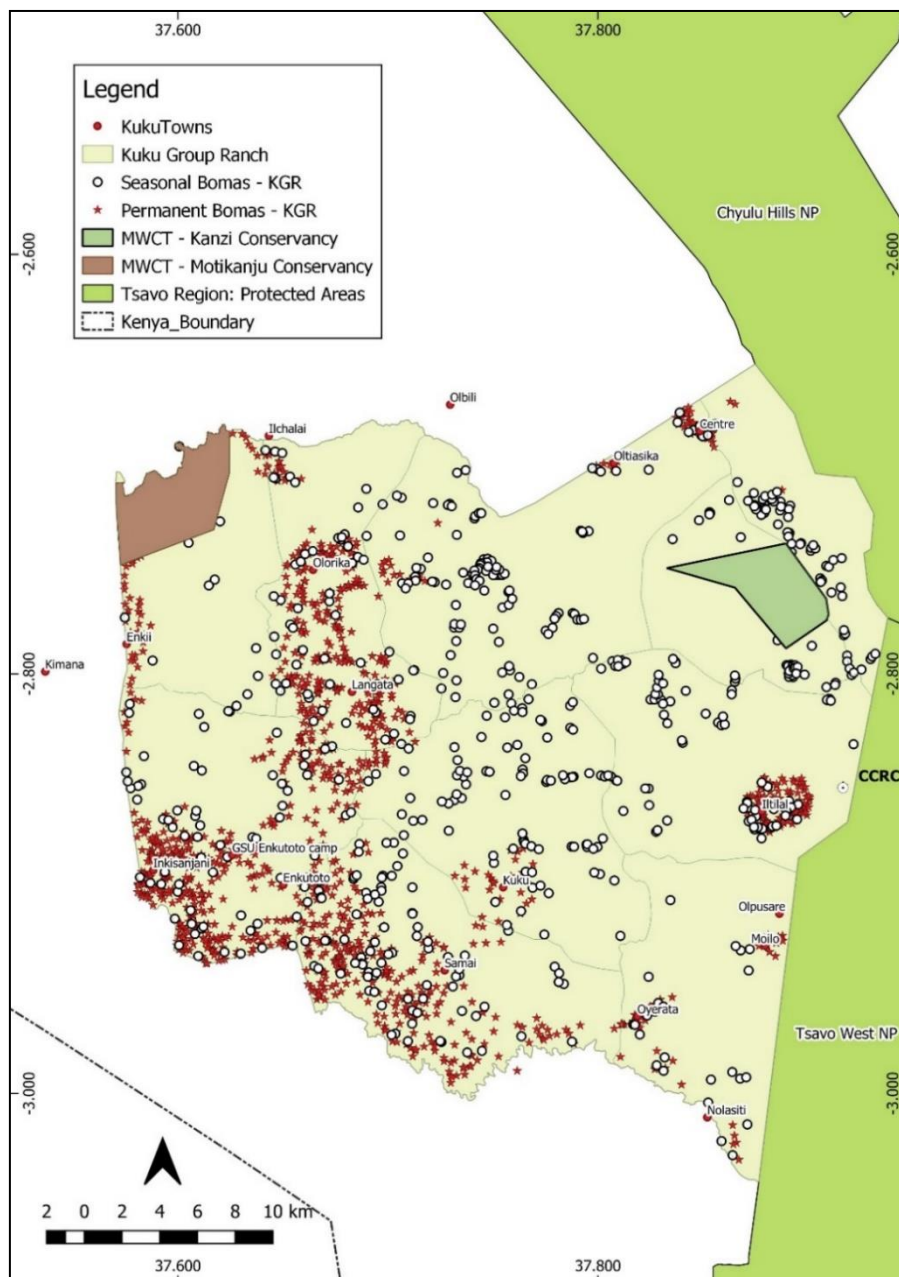 37.600
37.800
Legend
KukuTowns
Kuku Group Ranch
Seasonal Bomas - KGR
Permanent Bomas - KGR
MWCT - Kanzi Conservancy
MWCT - Motikanju Conservancy
Tsavo Region: Protected Areas
Kenya_Boundary
Chyulu Hills NP
-2.600
-2.600
Olbili
Ilchalai
Centre
Oltiasika
Olorika
Enkii
Kimana
Langata
-2.800
-2.800
CCRC
Iltilal
GSU Enkutoto camp
Inkisanjani
Enkutoto
Kuku
Olpusare
Moilo
Samai
Oyerata
Tsavo West NP
Nolasiti
-3.000
-3.000
2 0 2 4 6 8 10 km
37.600
37.800